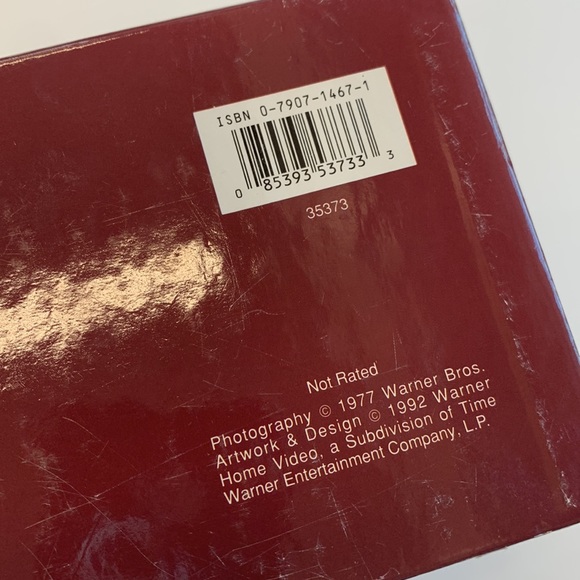 ISBN 0-7907-1467-1
0 85393 53733 3
35373
Not Rated
Photography © 1977 Warner Bros.
Artwork & Design © 1992 Warner
Home Video, a Subdivision of Time
Warner Entertainment Company, L.P.